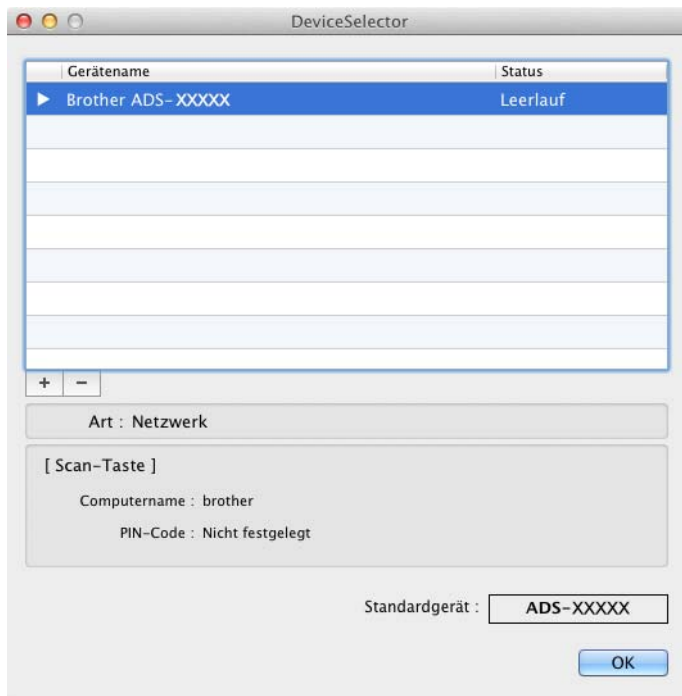 DeviceSelector
Gerätename Status
Brother ADS-XXXXX Leerlauf
+ −
Art : Netzwerk
[ Scan-Taste ]
Computername : brother
PIN-Code : Nicht festgelegt
Standardgerät : ADS-XXXXX
OK